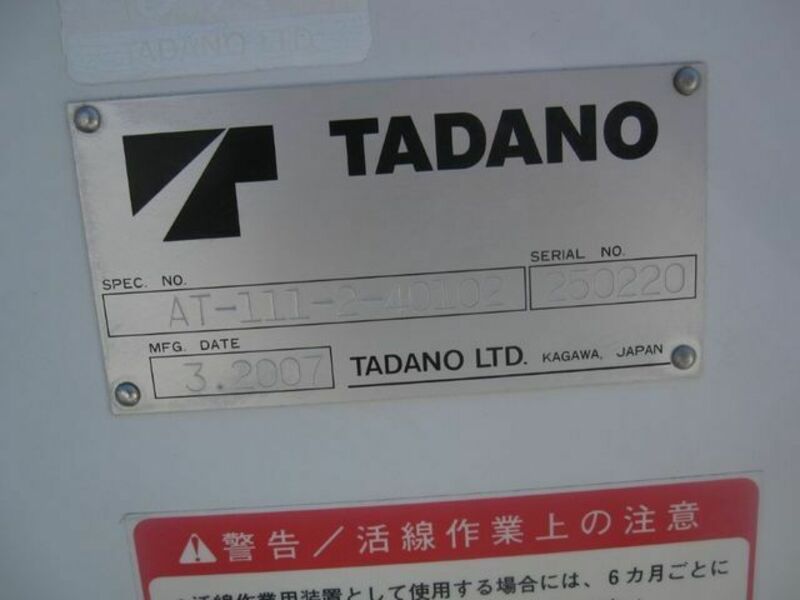 TADANO LTD.
TADANO
SPEC. NO.
SERIAL NO.
AT-111-2-40102
250220
MFG. DATE
3.2007
TADANO LTD. KAGAWA, JAPAN
警告/活線作業上の注意
活線作業用装置として使用する場合には、6カ月ごとに